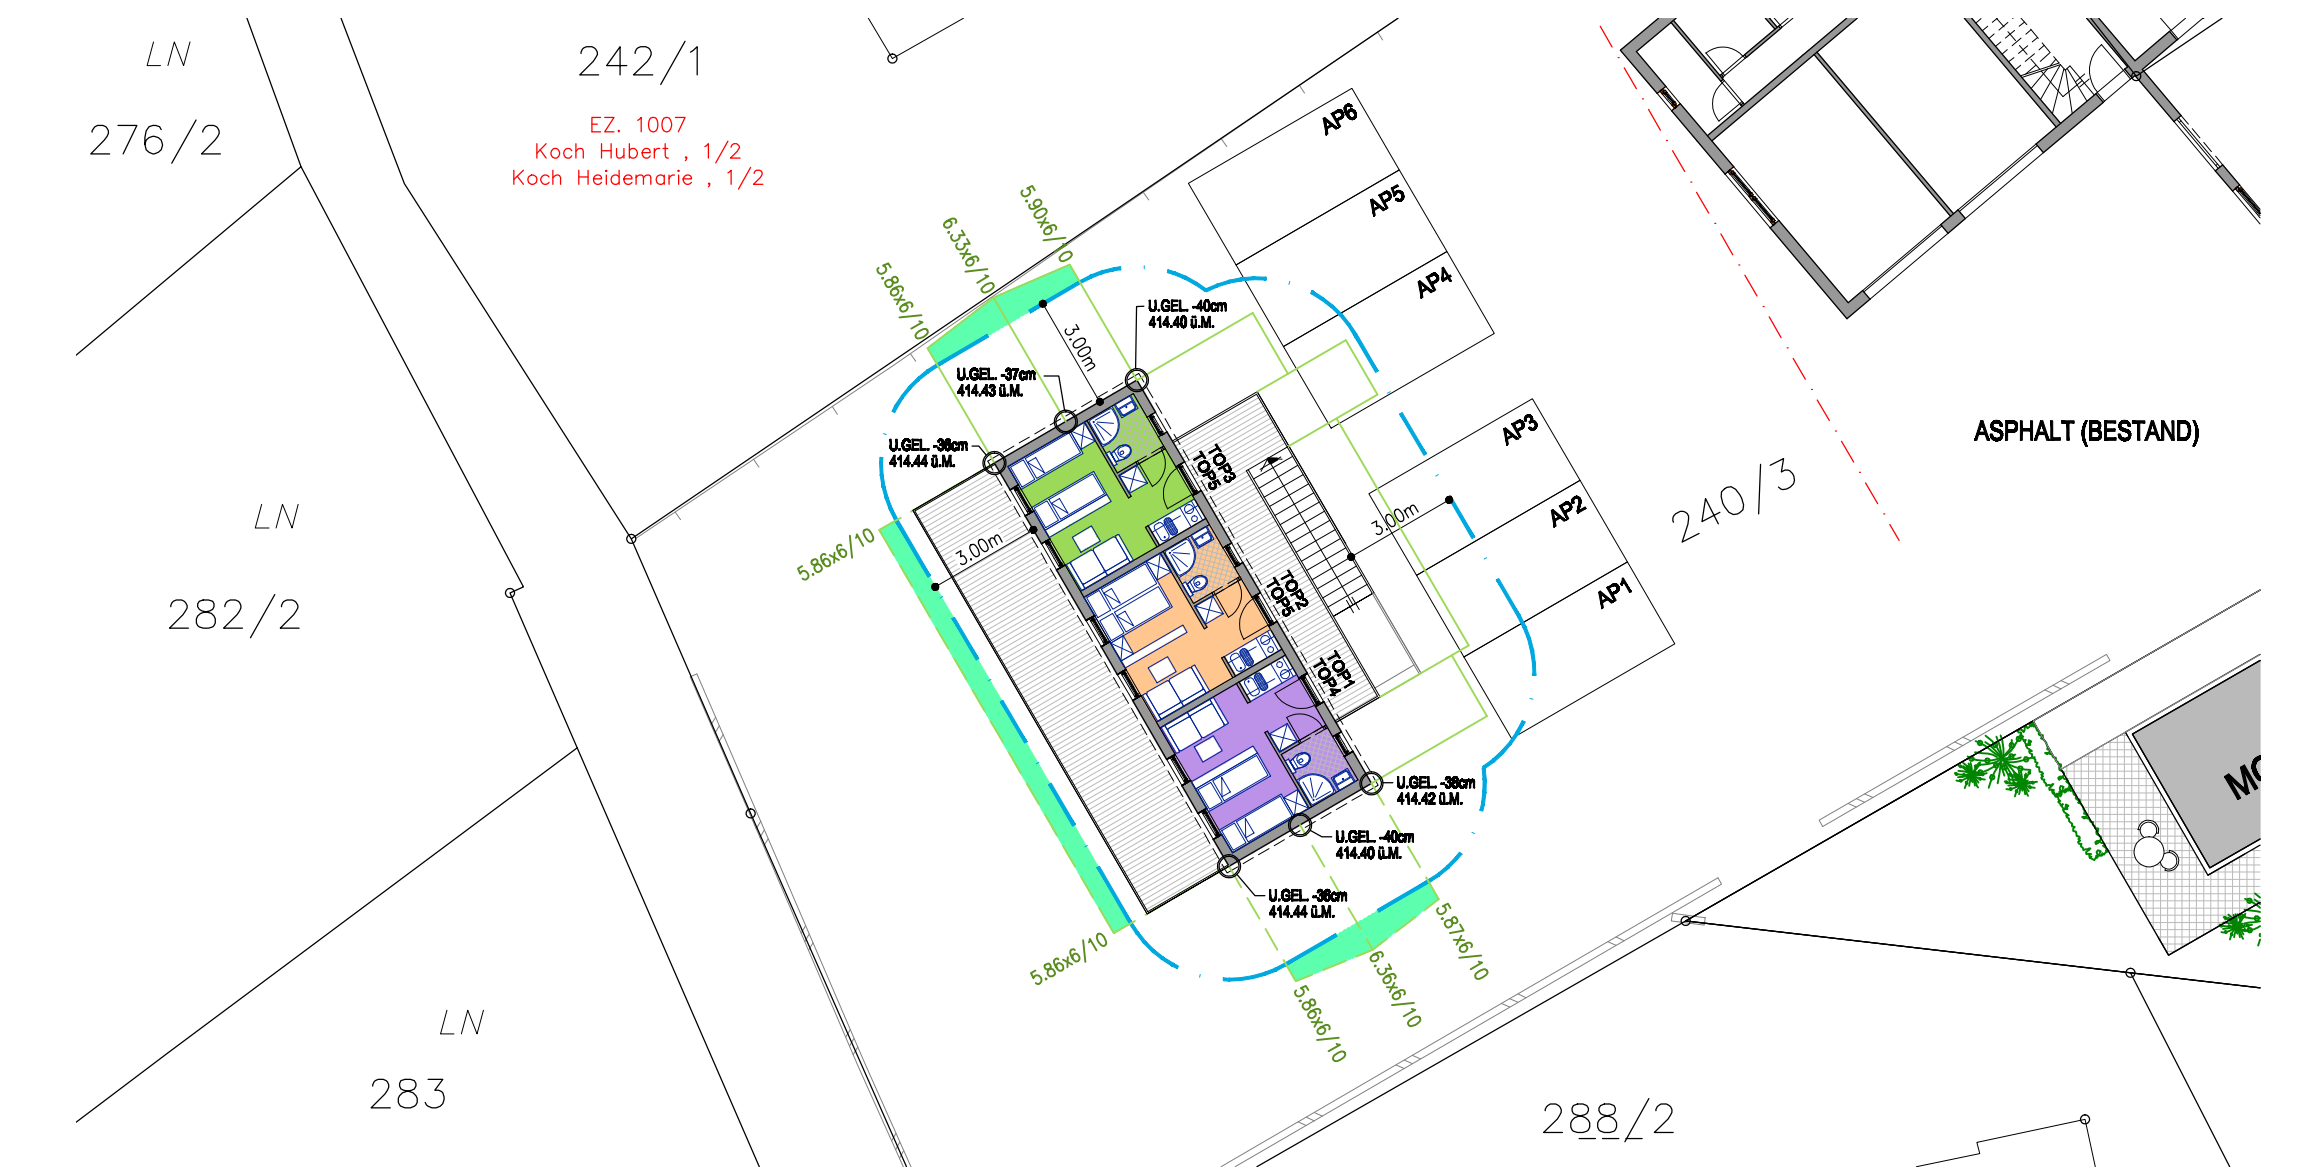 LN
276/2
242/1
EZ. 1007
Koch Hubert , 1/2
Koch Heidemarie , 1/2
AP6
AP5
AP4
AP3
AP2
AP1
5.90x6/10
6.33x6/10
5.86x6/10
U.GEL. -40cm
414.40 ü.M.
3.00m
U.GEL. -37cm
414.43 ü.M.
U.GEL. -36cm
414.44 ü.M.
TOP3
TOP5
3.00m
3.00m
5.86x6/10
TOP2
TOP5
TOP1
TOP4
ASPHALT (BESTAND)
240/3
LN
282/2
U.GEL. -38cm
414.42 ü.M.
U.GEL. -40cm
414.40 ü.M.
U.GEL. -36cm
414.44 ü.M.
5.86x6/10
5.87x6/10
6.36x6/10
5.86x6/10
LN
283
288/2